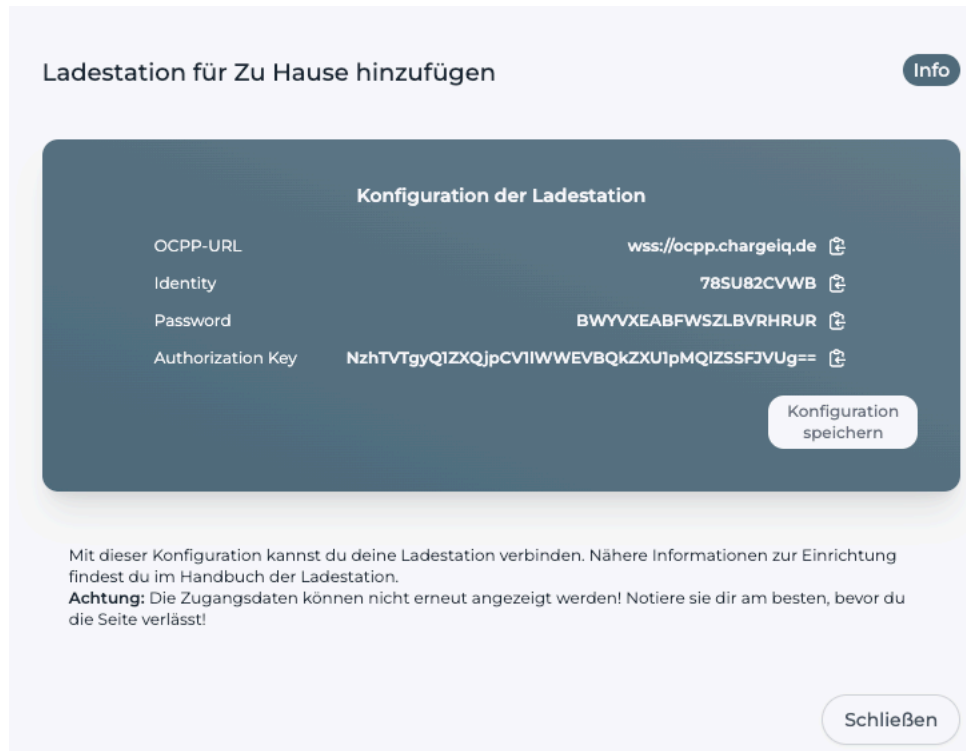 Ladestation für Zu Hause hinzufügen
Info
Konfiguration der Ladestation
OCPP-URL wss://ocpp.chargeiq.de
Identity 78SU82CVWB
Password BWYVXEABFWSZLBVRHRUR
Authorization Key NzhTVTgyQ1ZXQjpCV1lWWEVBQkZXU1pMQlZSSFJVUg==
Konfiguration
speichern
Mit dieser Konfiguration kannst du deine Ladestation verbinden. Nähere Informationen zur Einrichtung
findest du im Handbuch der Ladestation.
Achtung: Die Zugangsdaten können nicht erneut angezeigt werden! Notiere sie dir am besten, bevor du
die Seite verlässt!
Schließen